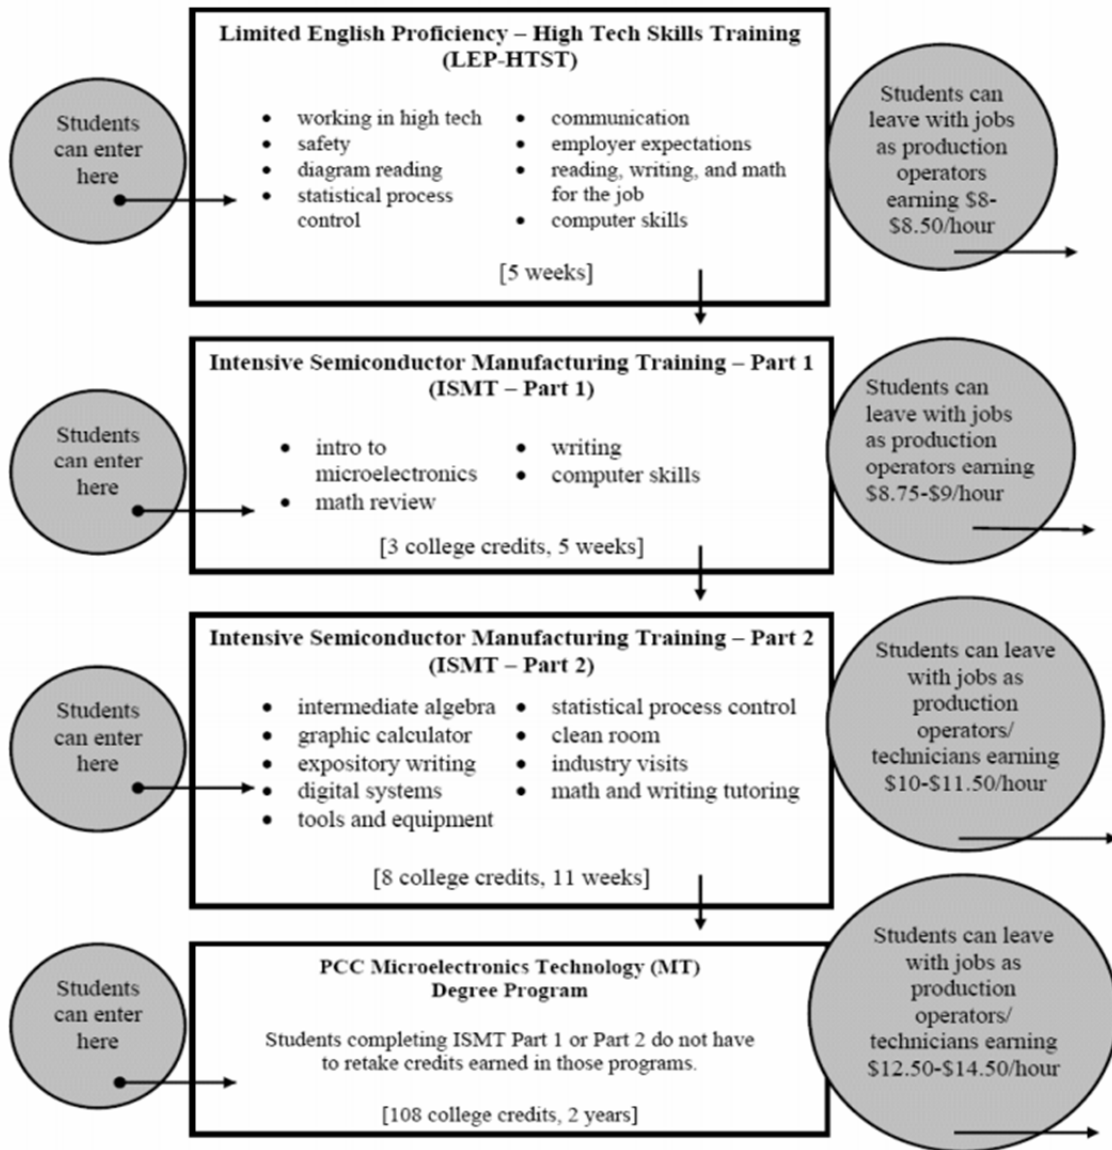 Limited English Proficiency – High Tech Skills Training
(LEP-HTST)
Students
can enter
here
• working in high tech
• safety
• diagram reading
• statistical process
control
• communication
• employer expectations
• reading, writing, and math
for the job
• computer skills
[5 weeks]
Students can
leave with jobs
as production
operators
earning $8-
$8.50/hour
Intensive Semiconductor Manufacturing Training – Part 1
(ISMT – Part 1)
Students
can enter
here
• intro to
microelectronics
• math review
• writing
• computer skills
[3 college credits, 5 weeks]
Students can
leave with jobs
as production
operators earning
$8.75-$9/hour
Intensive Semiconductor Manufacturing Training – Part 2
(ISMT – Part 2)
Students
can enter
here
• intermediate algebra
• graphic calculator
• expository writing
• digital systems
• tools and equipment
• statistical process control
• clean room
• industry visits
• math and writing tutoring
[8 college credits, 11 weeks]
Students can leave
with jobs as
production
operators/
technicians earning
$10-$11.50/hour
PCC Microelectronics Technology (MT)
Degree Program
Students
can enter
here
Students completing ISMT Part 1 or Part 2 do not have
to retake credits earned in those programs.
[108 college credits, 2 years]
Students can leave
with jobs as
production
operators/
technicians earning
$12.50-$14.50/hour